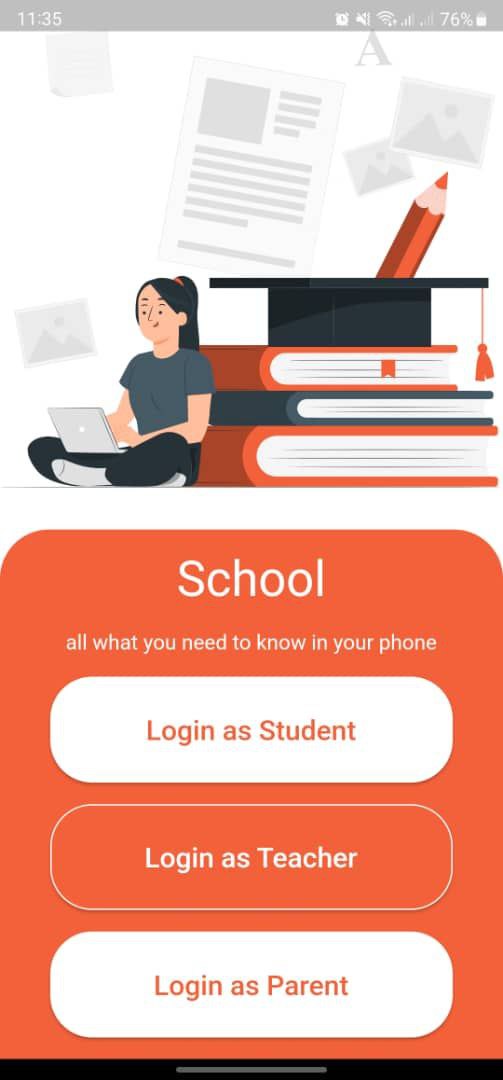 11:35 76%
A
School
all what you need to know in your phone
Login as Student
Login as Teacher
Login as Parent